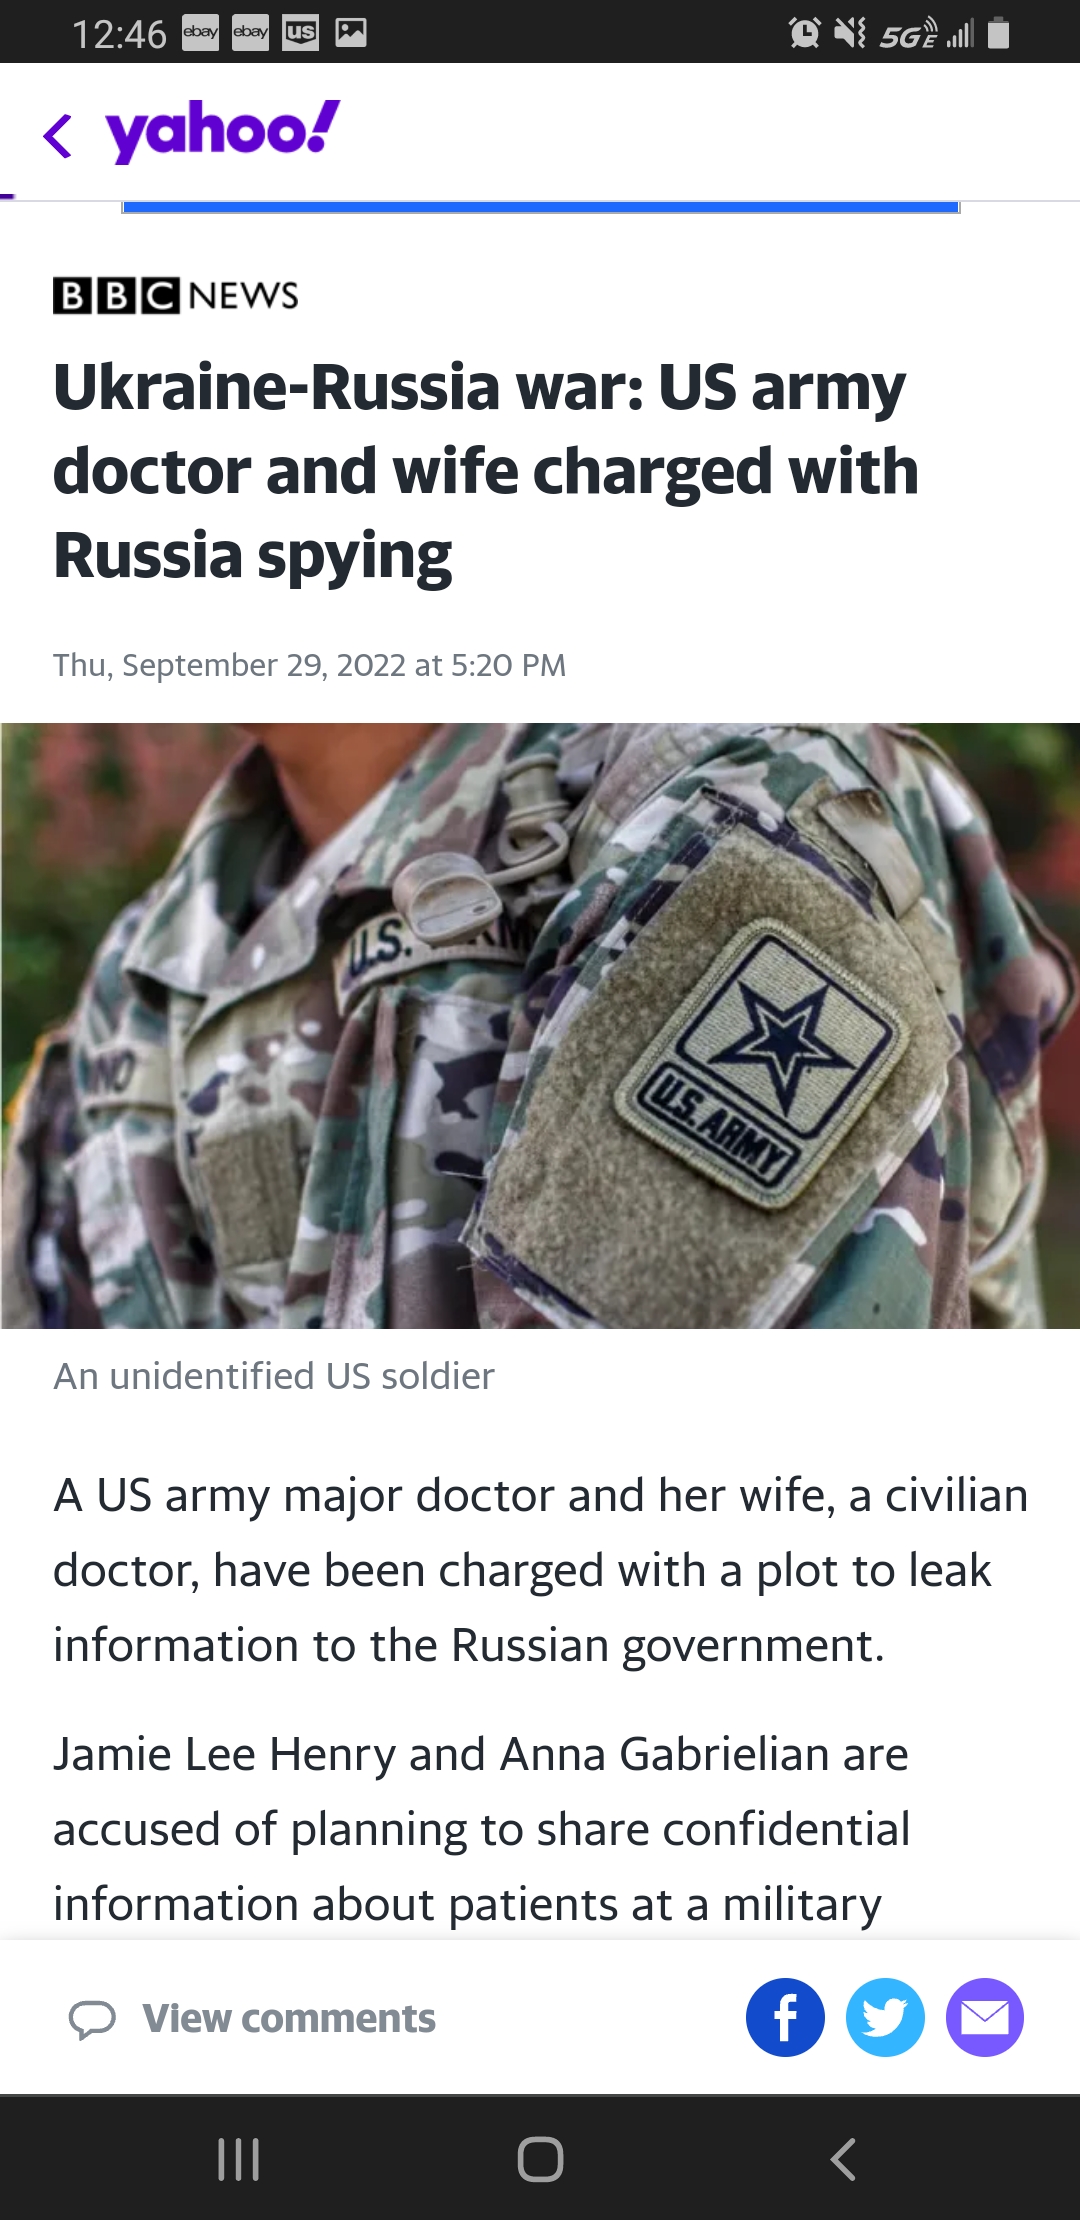 12:46 ebay ebay us 5GE
yahoo!
BBC NEWS
Ukraine-Russia war: US army
doctor and wife charged with
Russia spying
Thu, September 29, 2022 at 5:20 PM
U.S.
U.S. ARMY
An unidentified US soldier
A US army major doctor and her wife, a civilian
doctor, have been charged with a plot to leak
information to the Russian government.
Jamie Lee Henry and Anna Gabrielian are
accused of planning to share confidential
information about patients at a military
View comments